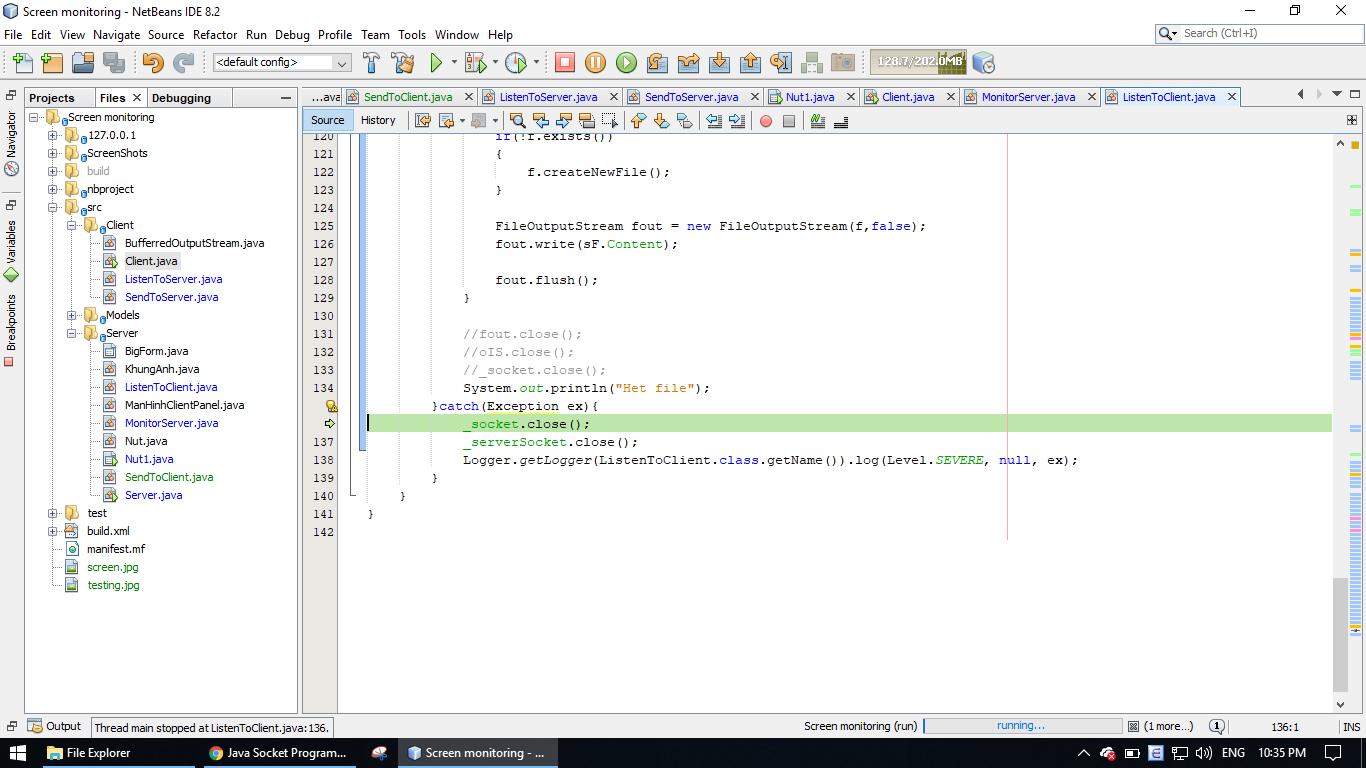 Screen monitoring - NetBeans IDE 8.2
File Edit View Navigate Source Refactor Run Debug Profile Team Tools Window Help
Search (Ctrl+I)
<default config>
128.7/202.0MB
Projects Files Debugging
...ava SendToClient.java ListenToServer.java SendToServer.java Nut1.java Client.java MonitorServer.java ListenToClient.java
Source History
Navigator
Variables
Breakpoints
Screen monitoring
127.0.0.1
ScreenShots
build
nbproject
src
Client
BufferredOutputStream.java
Client.java
ListenToServer.java
SendToServer.java
Models
Server
BigForm.java
KhungAnh.java
ListenToClient.java
ManHinhClientPanel.java
MonitorServer.java
Nut.java
Nut1.java
SendToClient.java
Server.java
test
build.xml
manifest.mf
screen.jpg
testing.jpg
120 if(!f.exists())
121 {
122 f.createNewFile();
123 }
124
125 FileOutputStream fout = new FileOutputStream(f,false);
126 fout.write(sF.Content);
127
128 fout.flush();
129 }
130
131 //fout.close();
132 //oIS.close();
133 //_socket.close();
134 System.out.println("Het file");
}catch(Exception ex){
_socket.close();
137 _serverSocket.close();
138 Logger.getLogger(ListenToClient.class.getName()).log(Level.SEVERE, null, ex);
139 }
140 }
141 }
142
Output Thread main stopped at ListenToClient.java:136. Screen monitoring (run) running... (1 more...) 1 136:1 INS
File Explorer Java Socket Program... Screen monitoring - ... ENG 10:35 PM